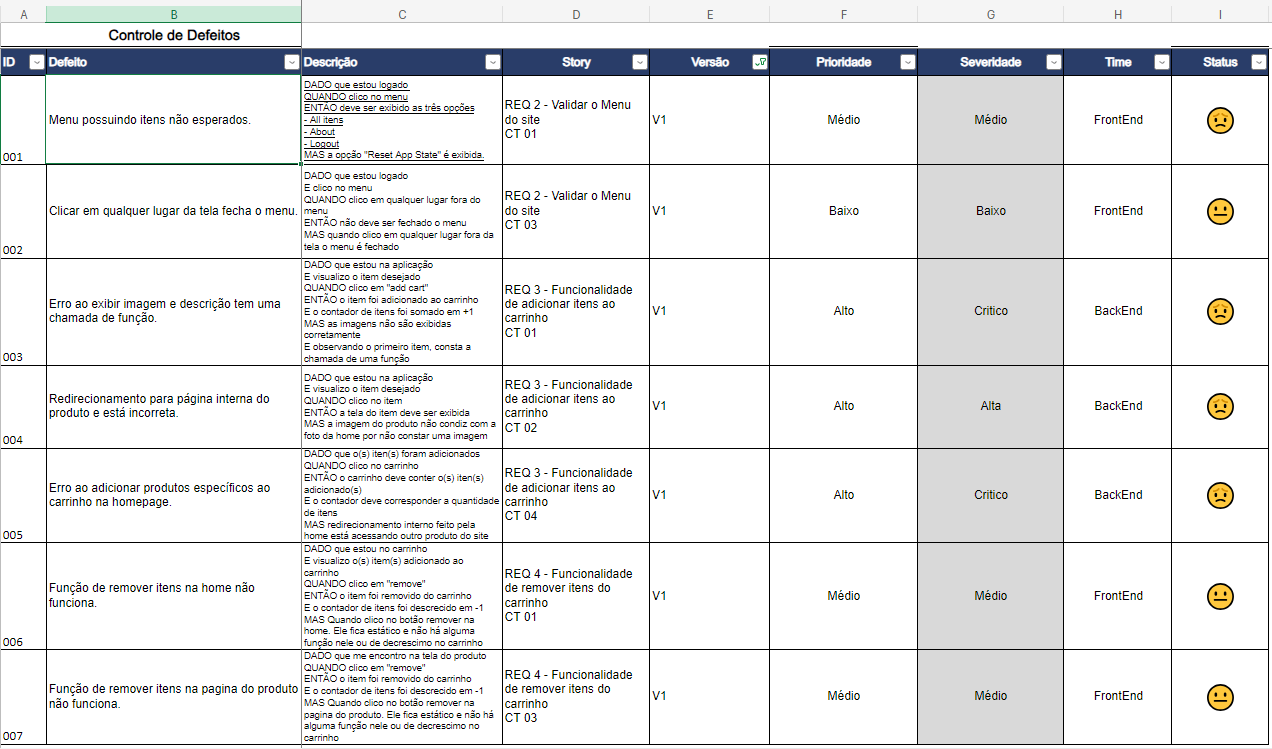 A B C D E F G H I
Controle de Defeitos
ID Defeito Descrição Story Versão Prioridade Severidade Time Status
001
Menu possuindo itens não esperados.
DADO que estou logado
QUANDO clico no menu
ENTÃO deve ser exibido as três opções
- All itens
- About
- Logout
MAS a opção "Reset App State" é exibida.
REQ 2 - Validar o Menu
do site
CT 01
V1
Médio
Médio
FrontEnd
002
Clicar em qualquer lugar da tela fecha o menu.
DADO que estou logado
E clico no menu
QUANDO clico em qualquer lugar fora do
menu
ENTÃO não deve ser fechado o menu
MAS quando clico em qualquer lugar fora da
tela o menu é fechado
REQ 2 - Validar o Menu
do site
CT 03
V1
Baixo
Baixo
FrontEnd
003
Erro ao exibir imagem e descrição tem uma
chamada de função.
DADO que estou na aplicação
E visualizo o item desejado
QUANDO clico em "add cart"
ENTÃO o item foi adicionado ao carrinho
E o contador de itens foi somado em +1
MAS as imagens não são exibidas
corretamente
E observando o primeiro item, consta a
chamada de uma função
REQ 3 - Funcionalidade
de adicionar itens ao
carrinho
CT 01
V1
Alto
Critico
BackEnd
004
Redirecionamento para página interna do
produto e está incorreta.
DADO que estou na aplicação
E visualizo o item desejado
QUANDO clico no item
ENTÃO a tela do item deve ser exibida
MAS a imagem do produto não condiz com a
foto da home por não constar uma imagem
REQ 3 - Funcionalidade
de adicionar itens ao
carrinho
CT 02
V1
Alto
Alta
BackEnd
005
Erro ao adicionar produtos específicos ao
carrinho na homepage.
DADO que o(s) iten(s) foram adicionados
QUANDO clico no carrinho
ENTÃO o carrinho deve conter o(s) iten(s)
adicionado(s)
E o contador deve corresponder a quantidade
de itens
MAS redirecionamento interno feito pela
home está acessando outro produto do site
REQ 3 - Funcionalidade
de adicionar itens ao
carrinho
CT 04
V1
Alto
Critico
BackEnd
006
Função de remover itens na home não
funciona.
DADO que estou no carrinho
E visualizo o(s) item(s) adicionado ao
carrinho
QUANDO clico em "remove"
ENTÃO o item foi removido do carrinho
E o contador de itens foi descrecido em -1
MAS Quando clico no botão remover na
home. Ele fica estático e não há alguma
função nele ou de decrescimo no carrinho
REQ 4 - Funcionalidade
de remover itens do
carrinho
CT 01
V1
Médio
Médio
FrontEnd
007
Função de remover itens na pagina do produto
não funciona.
DADO que me encontro na tela do produto
QUANDO clico em "remove"
ENTÃO o item foi removido do carrinho
E o contador de itens foi descrecido em -1
MAS Quando clico no botão remover na
pagina do produto. Ele fica estático e não há
alguma função nele ou de decrescimo no
carrinho
REQ 4 - Funcionalidade
de remover itens do
carrinho
CT 03
V1
Médio
Médio
FrontEnd